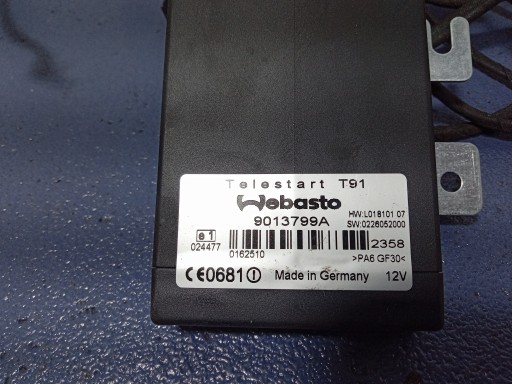 Telestart T91
Webasto
9013799A
HW:L018101 07
SW:0226052000
e1
024477
0162510
2358
>PA6 GF30<
CE0681
Made in Germany
12V